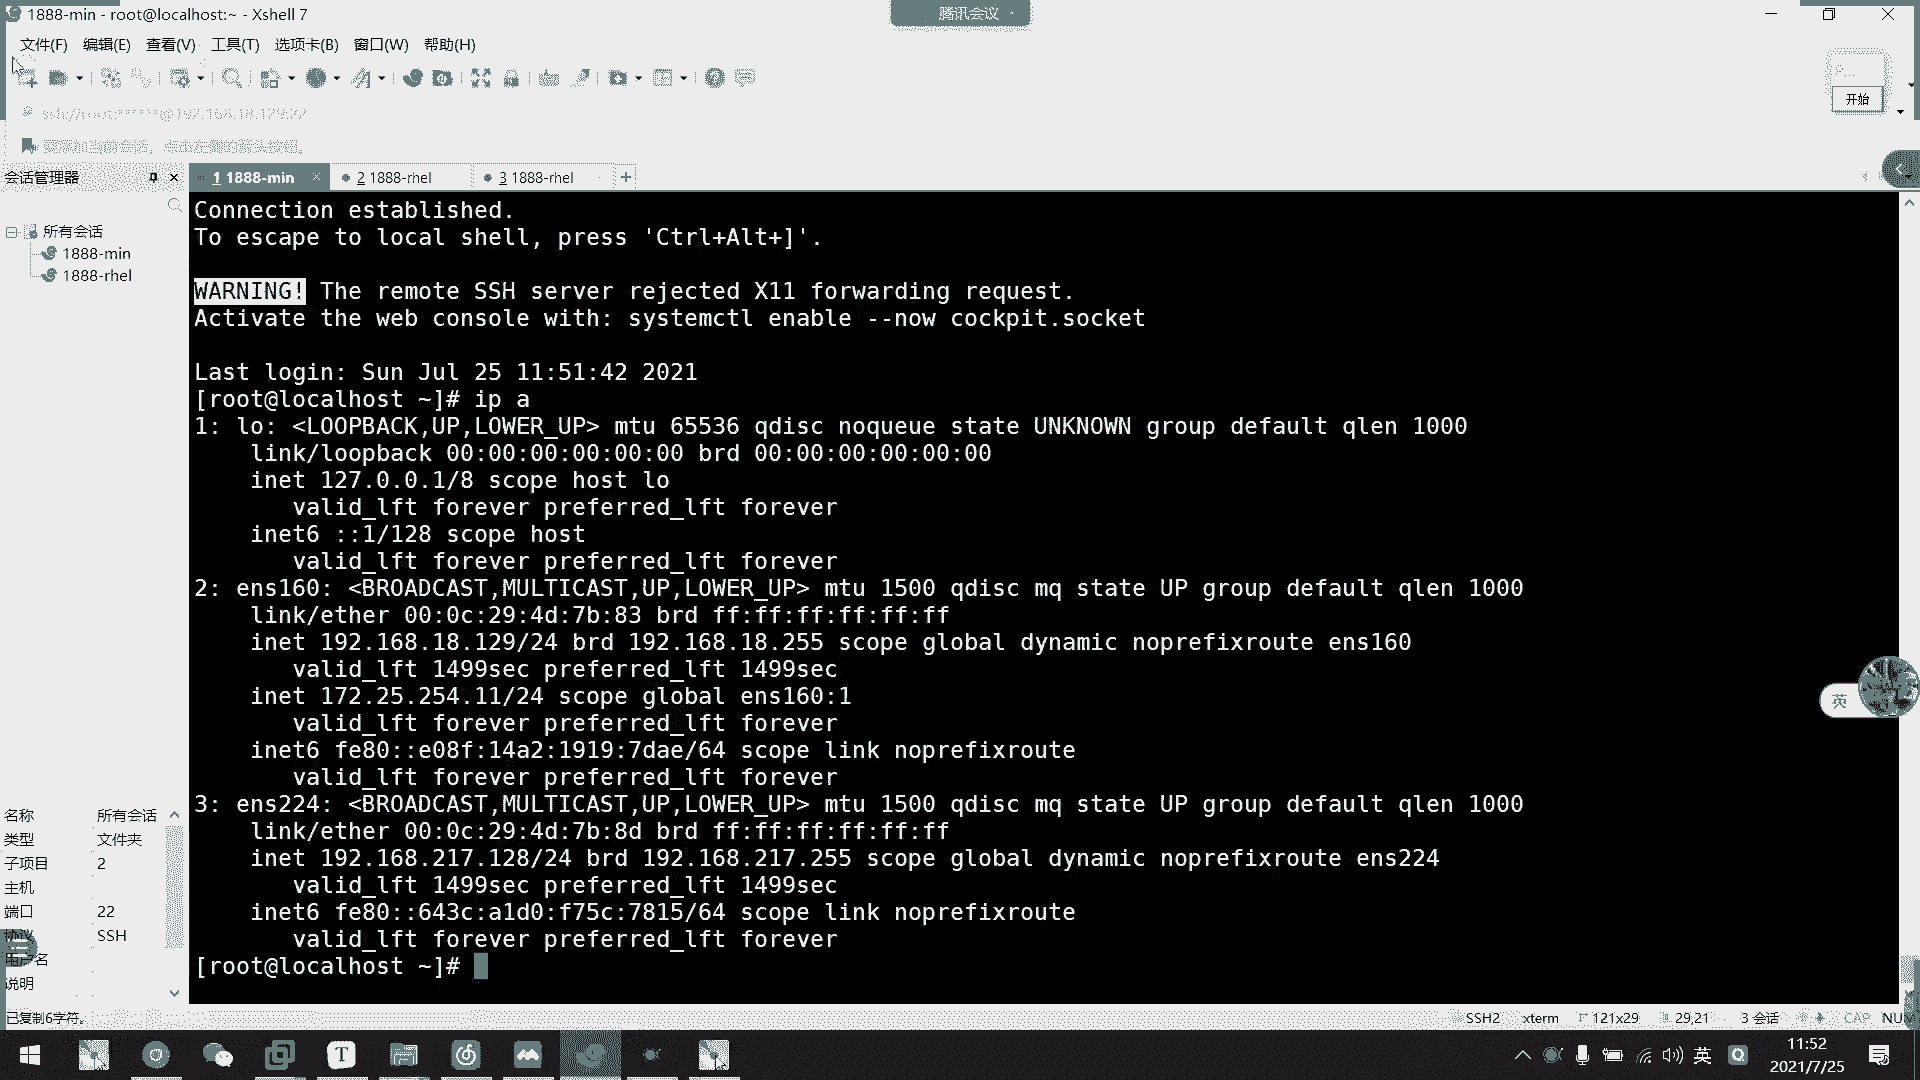 1888-min - root@localhost:~ - Xshell 7
腾讯会议
文件(F) 编辑(E) 查看(V) 工具(T) 选项卡(B) 窗口(W) 帮助(H)
开始
会话管理器
1 1888-min
2 1888-rhel
3 1888-rhel
所有会话
1888-min
1888-rhel
Connection established.
To escape to local shell, press 'Ctrl+Alt+]'.
WARNING! The remote SSH server rejected X11 forwarding request.
Activate the web console with: systemctl enable --now cockpit.socket
Last login: Sun Jul 25 11:51:42 2021
[root@localhost ~]# ip a
1: lo: <LOOPBACK,UP,LOWER_UP> mtu 65536 qdisc noqueue state UNKNOWN group default qlen 1000
link/loopback 00:00:00:00:00:00 brd 00:00:00:00:00:00
inet 127.0.0.1/8 scope host lo
valid_lft forever preferred_lft forever
inet6 ::1/128 scope host
valid_lft forever preferred_lft forever
2: ens160: <BROADCAST,MULTICAST,UP,LOWER_UP> mtu 1500 qdisc mq state UP group default qlen 1000
link/ether 00:0c:29:4d:7b:83 brd ff:ff:ff:ff:ff:ff
inet 192.168.18.129/24 brd 192.168.18.255 scope global dynamic noprefixroute ens160
valid_lft 1499sec preferred_lft 1499sec
inet 172.25.254.11/24 scope global ens160:1
valid_lft forever preferred_lft forever
inet6 fe80::e08f:14a2:1919:7dae/64 scope link noprefixroute
valid_lft forever preferred_lft forever
3: ens224: <BROADCAST,MULTICAST,UP,LOWER_UP> mtu 1500 qdisc mq state UP group default qlen 1000
link/ether 00:0c:29:4d:7b:8d brd ff:ff:ff:ff:ff:ff
inet 192.168.217.128/24 brd 192.168.217.255 scope global dynamic noprefixroute ens224
valid_lft 1499sec preferred_lft 1499sec
inet6 fe80::643c:a1d0:f75c:7815/64 scope link noprefixroute
valid_lft forever preferred_lft forever
[root@localhost ~]#
英
名称 所有会话
类型 文件夹
子项目 2
主机
端口 22
协议 SSH
用户名
说明
已复制6字符。
SSH2 xterm 121x29 29,21 3 会话 CAP NUM
英
11:52
2021/7/25